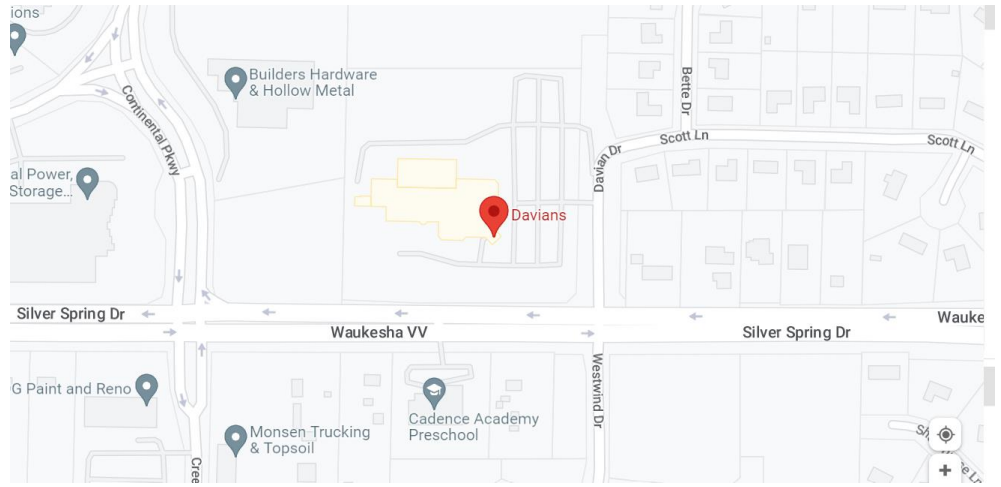 ions
Builders Hardware
& Hollow Metal
Bette Dr
Continental Pkwy
Scott Ln
Scott Ln
Davian Dr
al Power,
Storage...
Davians
Silver Spring Dr
Waukesha VV
Silver Spring Dr
Wauke
G Paint and Reno
Westwind Dr
Cadence Academy
Preschool
Monsen Trucking
& Topsoil
Cree